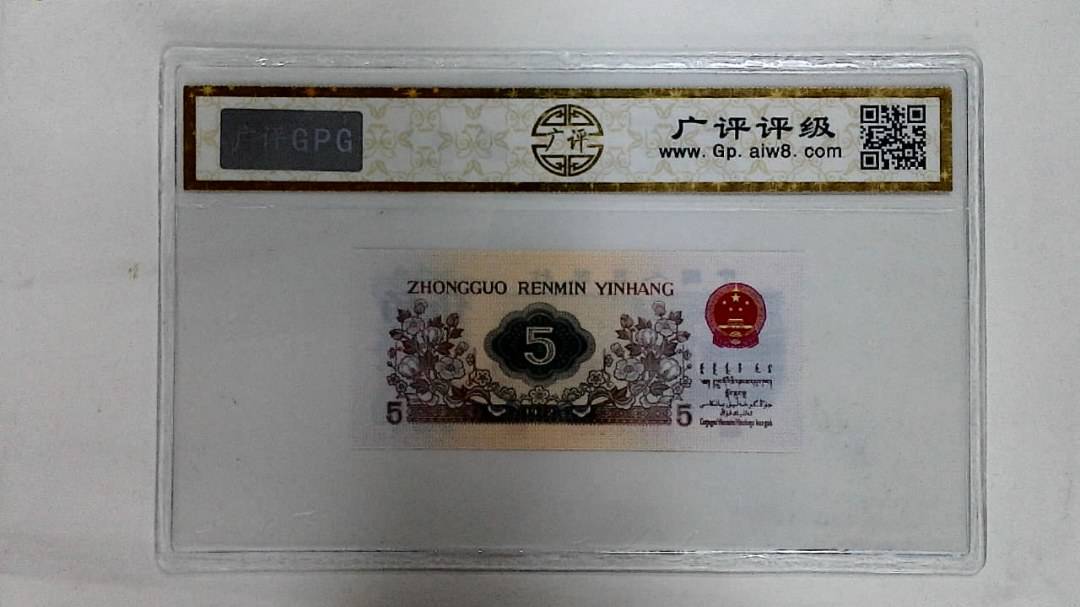 广评GPG
广评
广评评级
www. Gp. aiw8. com
ZHONGGUO RENMIN YINHANG
5
5
5